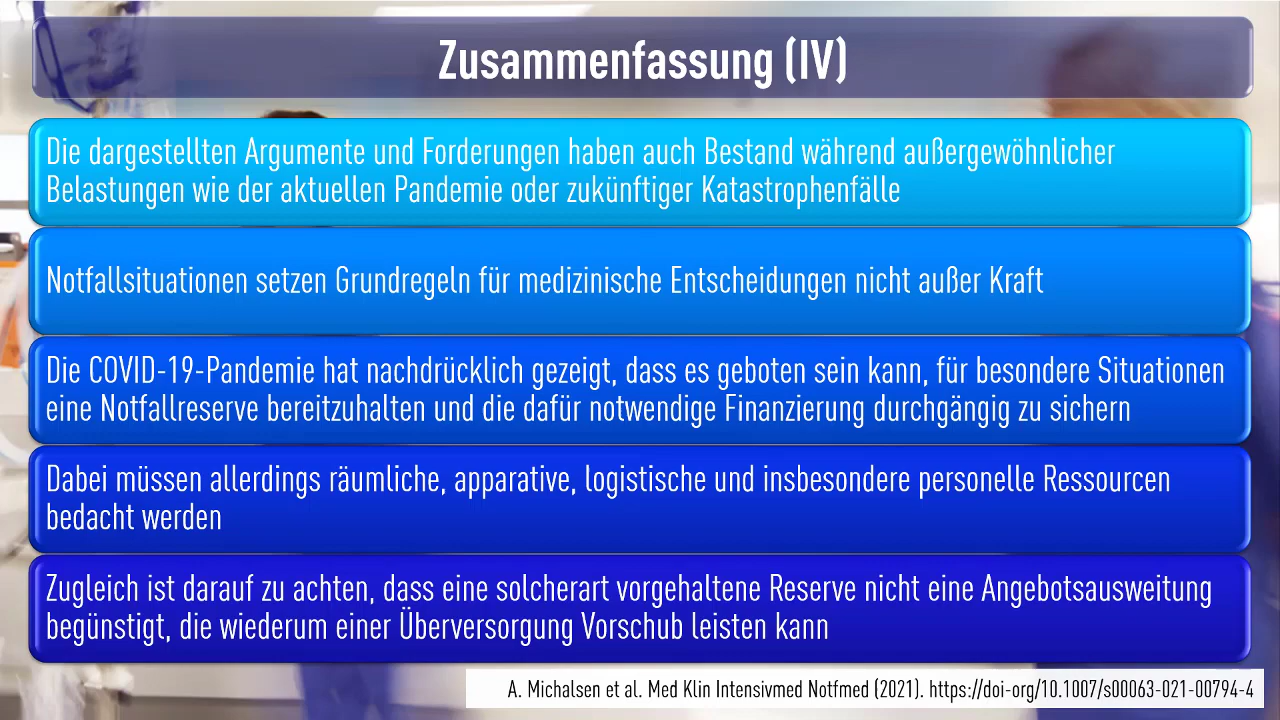 Zusammenfassung (IV)
Die dargestellten Argumente und Forderungen haben auch Bestand während außergewöhnlicher
Belastungen wie der aktuellen Pandemie oder zukünftiger Katastrophenfälle
Notfallsituationen setzen Grundregeln für medizinische Entscheidungen nicht außer Kraft
Die COVID-19-Pandemie hat nachdrücklich gezeigt, dass es geboten sein kann, für besondere Situationen
eine Notfallreserve bereitzuhalten und die dafür notwendige Finanzierung durchgängig zu sichern
Dabei müssen allerdings räumliche, apparative, logistische und insbesondere personelle Ressourcen
bedacht werden
Zugleich ist darauf zu achten, dass eine solcherart vorgehaltene Reserve nicht eine Angebotsausweitung
begünstigt, die wiederum einer Überversorgung Vorschub leisten kann
A. Michalsen et al. Med Klin Intensivmed Notfmed (2021). https://doi-org/10.1007/s00063-021-00794-4